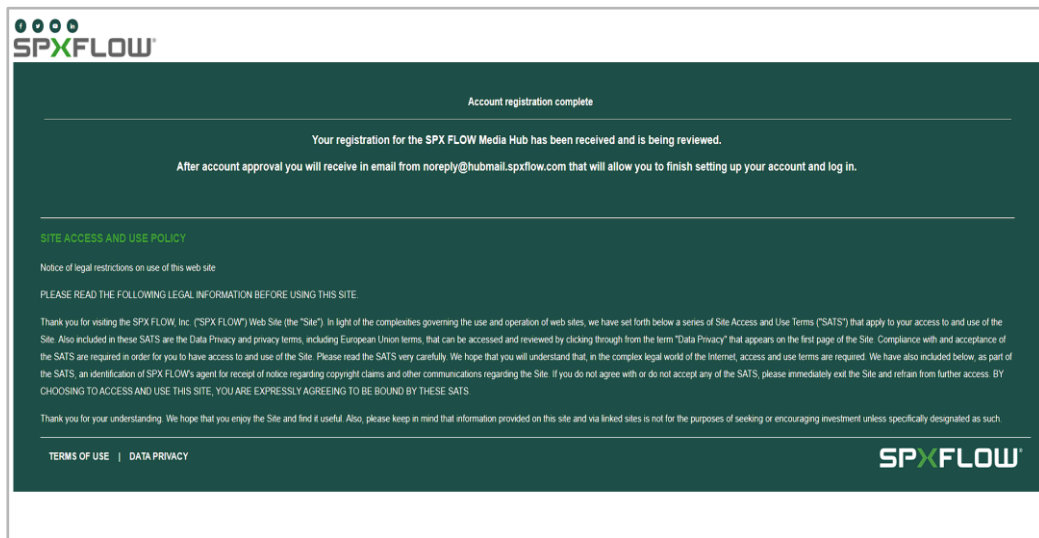 SPXFLOW
Account registration complete
Your registration for the SPX FLOW Media Hub has been received and is being reviewed.
After account approval you will receive in email from noreply@hubmail.spxflow.com that will allow you to finish setting up your account and log in.
SITE ACCESS AND USE POLICY
Notice of legal restrictions on use of this web site
PLEASE READ THE FOLLOWING LEGAL INFORMATION BEFORE USING THIS SITE.
Thank you for visiting the SPX FLOW, Inc. ("SPX FLOW") Web Site (the "Site"). In light of the complexities governing the use and operation of web sites, we have set forth below a series of Site Access and Use Terms ("SATS") that apply to your access to and use of the
Site. Also included in these SATS are the Data Privacy and privacy terms, including European Union terms, that can be accessed and reviewed by clicking through from the term "Data Privacy" that appears on the first page of the Site. Compliance with and acceptance of
the SATS are required in order for you to have access to and use of the Site. Please read the SATS very carefully. We hope that you will understand that, in the complex legal world of the Internet, access and use terms are required. We have also included below, as part of
the SATS, an identification of SPX FLOW's agent for receipt of notice regarding copyright claims and other communications regarding the Site. If you do not agree with or do not accept any of the SATS, please immediately exit the Site and refrain from further access. BY
CHOOSING TO ACCESS AND USE THIS SITE, YOU ARE EXPRESSLY AGREEING TO BE BOUND BY THESE SATS.
Thank you for your understanding. We hope that you enjoy the Site and find it useful. Also, please keep in mind that information provided on this site and via linked sites is not for the purposes of seeking or encouraging investment unless specifically designated as such.
TERMS OF USE | DATA PRIVACY
SPXFLOW